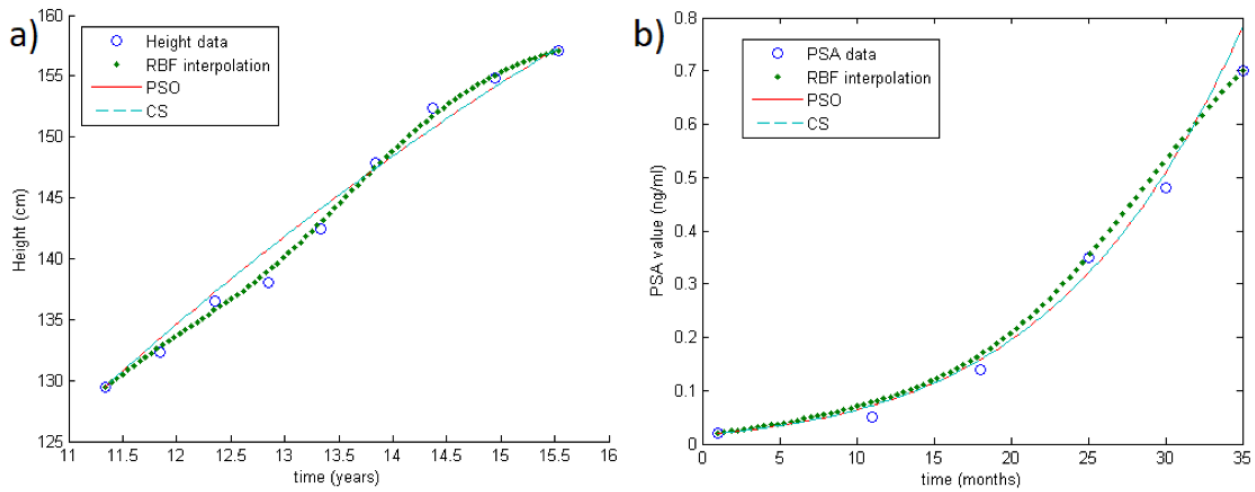 a)
Height data
RBF interpolation
PSO
CS
160
155
150
145
140
135
130
125
Height (cm)
11 11.5 12 12.5 13 13.5 14 14.5 15 15.5 16
time (years)
b)
PSA data
RBF interpolation
PSO
CS
0.8
0.7
0.6
0.5
0.4
0.3
0.2
0.1
0
PSA value (ng/ml)
0 5 10 15 20 25 30 35
time (months)